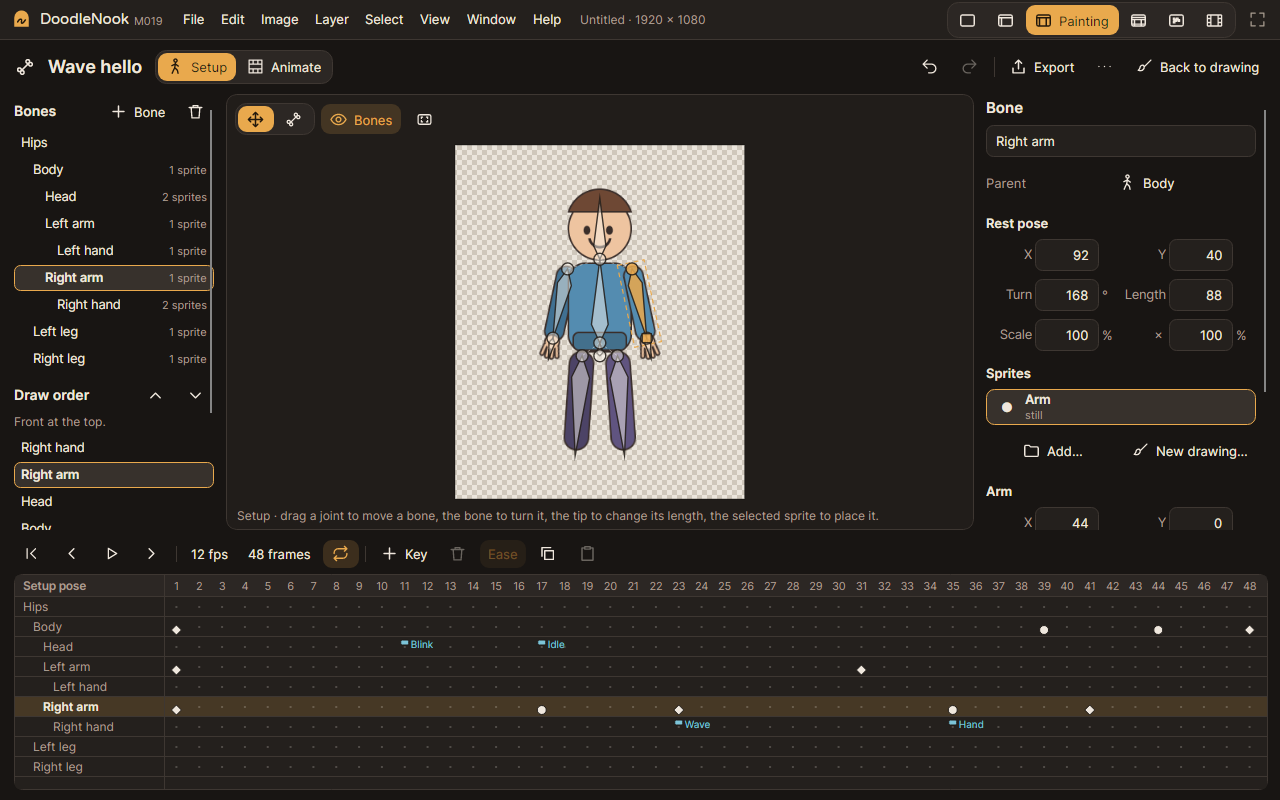 DoodleNook M019 File Edit Image Layer Select View Window Help Untitled · 1920 × 1080 Painting
Wave hello Setup Animate Export ··· Back to drawing
Bones + Bone
Hips
Body 1 sprite
Head 2 sprites
Left arm 1 sprite
Left hand 1 sprite
Right arm 1 sprite
Right hand 2 sprites
Left leg 1 sprite
Right leg 1 sprite
Draw order
Front at the top.
Right hand
Right arm
Head
Body
Bones
Setup · drag a joint to move a bone, the bone to turn it, the tip to change its length, the selected sprite to place it.
Bone
Right arm
Parent Body
Rest pose
X 92 Y 40
Turn 168 ° Length 88
Scale 100 % × 100 %
Sprites
Arm
still
Add... New drawing...
Arm
X 44 Y 0
12 fps 48 frames + Key Ease
Setup pose 1 2 3 4 5 6 7 8 9 10 11 12 13 14 15 16 17 18 19 20 21 22 23 24 25 26 27 28 29 30 31 32 33 34 35 36 37 38 39 40 41 42 43 44 45 46 47 48
Hips
Body
Head Blink Idle
Left arm
Left hand
Right arm
Right hand Wave Hand
Left leg
Right leg